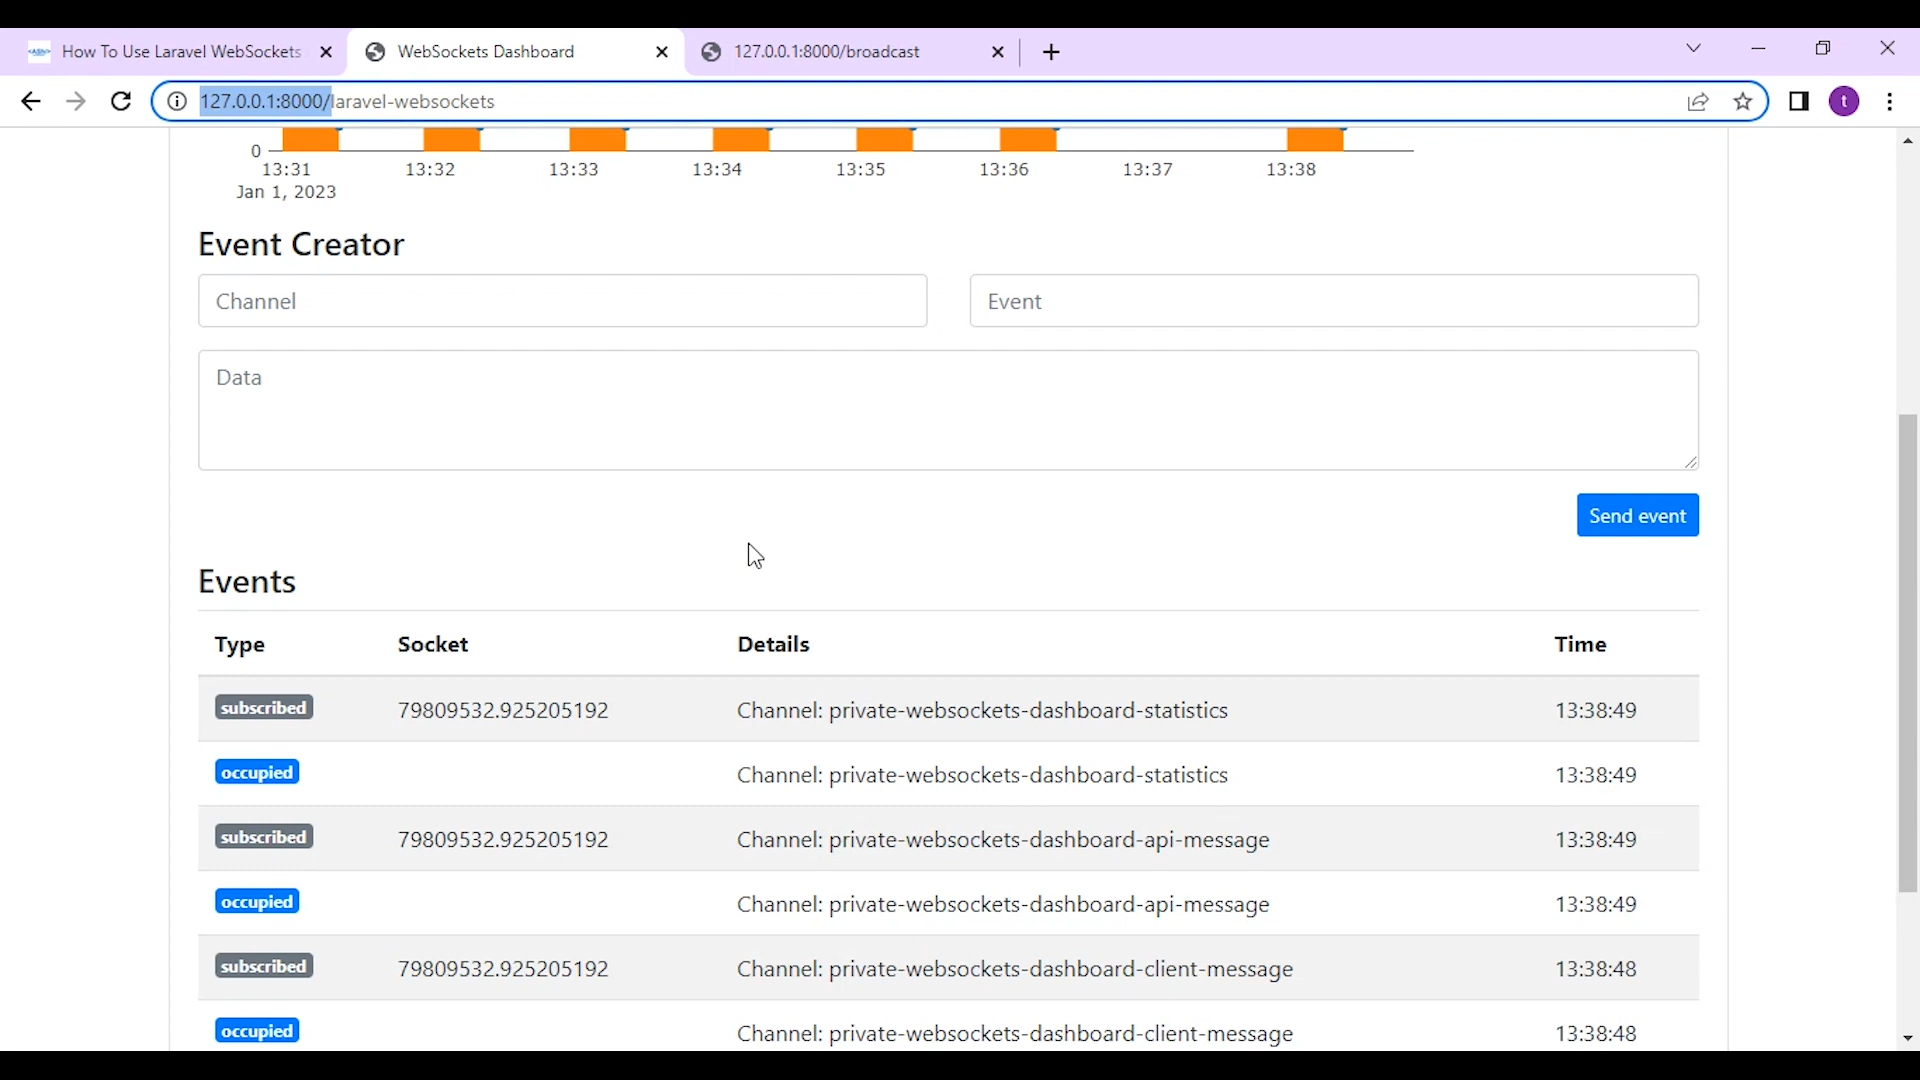 How To Use Laravel WebSockets
WebSockets Dashboard
127.0.0.1:8000/broadcast
127.0.0.1:8000/laravel-websockets
t
0
13:31 13:32 13:33 13:34 13:35 13:36 13:37 13:38
Jan 1, 2023
Event Creator
Channel Event
Data
Send event
Events
Type Socket Details Time
subscribed 79809532.925205192 Channel: private-websockets-dashboard-statistics 13:38:49
occupied Channel: private-websockets-dashboard-statistics 13:38:49
subscribed 79809532.925205192 Channel: private-websockets-dashboard-api-message 13:38:49
occupied Channel: private-websockets-dashboard-api-message 13:38:49
subscribed 79809532.925205192 Channel: private-websockets-dashboard-client-message 13:38:48
occupied Channel: private-websockets-dashboard-client-message 13:38:48